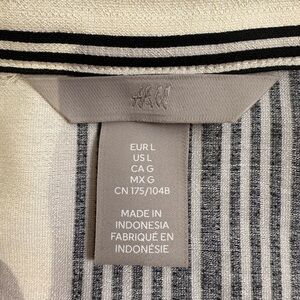 H&M
EUR L
US L
CA G
MX G
CN 175/104B
MADE IN
INDONESIA
FABRIQUÉ EN
INDONÉSIE